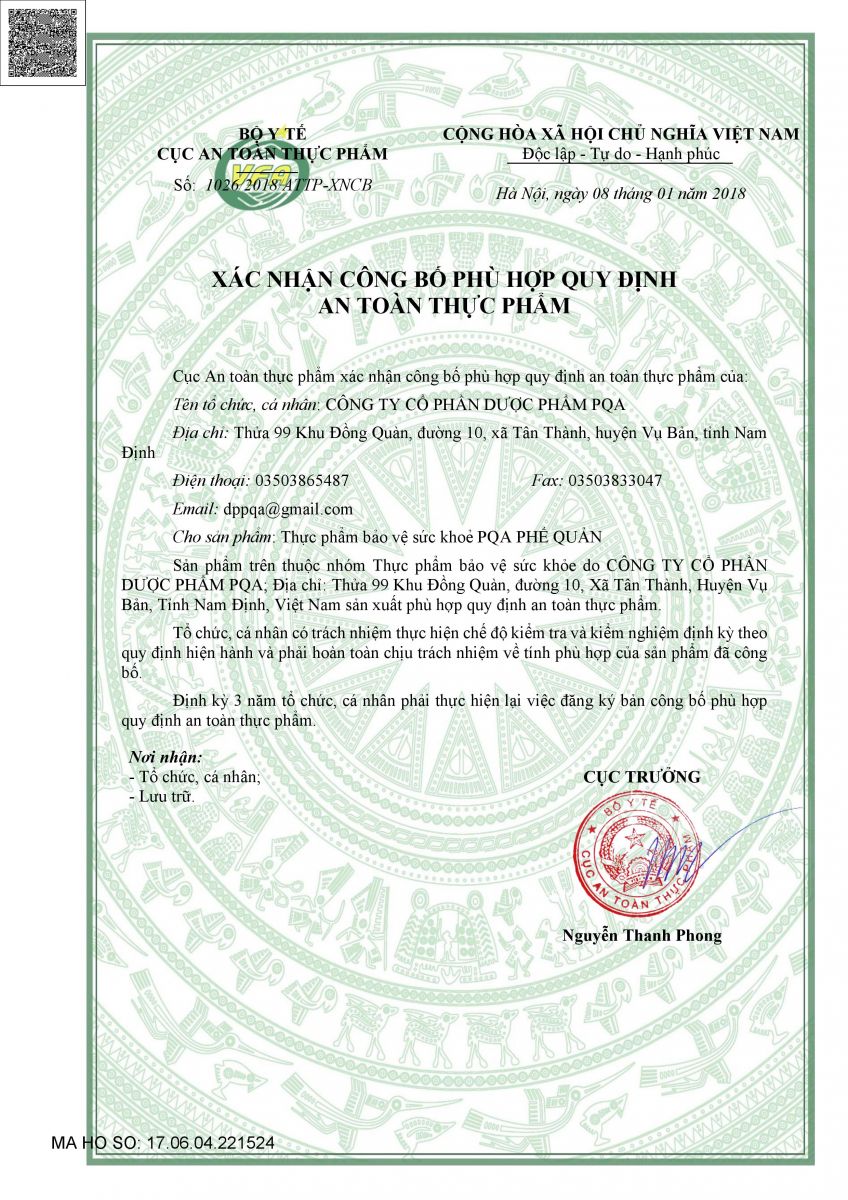 BỘ Y TẾ
CỤC AN TOÀN THỰC PHẨM
VFA
Số: 1026/2018/ATTP-XNCB
CỘNG HÒA XÃ HỘI CHỦ NGHĨA VIỆT NAM
Độc lập - Tự do - Hạnh phúc
Hà Nội, ngày 08 tháng 01 năm 2018
XÁC NHẬN CÔNG BỐ PHÙ HỢP QUY ĐỊNH
AN TOÀN THỰC PHẨM
Cục An toàn thực phẩm xác nhận công bố phù hợp quy định an toàn thực phẩm của:
Tên tổ chức, cá nhân: CÔNG TY CỔ PHẦN DƯỢC PHẨM PQA
Địa chỉ: Thửa 99 Khu Đồng Quàn, đường 10, xã Tân Thành, huyện Vụ Bản, tỉnh Nam
Định
Điện thoại: 03503865487 Fax: 03503833047
Email: dppqa@gmail.com
Cho sản phẩm: Thực phẩm bảo vệ sức khoẻ PQA PHẾ QUẢN
Sản phẩm trên thuộc nhóm Thực phẩm bảo vệ sức khỏe do CÔNG TY CỔ PHẦN
DƯỢC PHẨM PQA; Địa chỉ: Thửa 99 Khu Đồng Quàn, đường 10, Xã Tân Thành, Huyện Vụ
Bản, Tỉnh Nam Định, Việt Nam sản xuất phù hợp quy định an toàn thực phẩm.
Tổ chức, cá nhân có trách nhiệm thực hiện chế độ kiểm tra và kiểm nghiệm định kỳ theo
quy định hiện hành và phải hoàn toàn chịu trách nhiệm về tính phù hợp của sản phẩm đã công
bố.
Định kỳ 3 năm tổ chức, cá nhân phải thực hiện lại việc đăng ký bản công bố phù hợp
quy định an toàn thực phẩm.
Nơi nhận:
- Tổ chức, cá nhân;
- Lưu trữ.
CỤC TRƯỞNG
BỘ Y TẾ
CỤC AN TOÀN THỰC PHẨM
Nguyễn Thanh Phong
MA HO SO: 17.06.04.221524